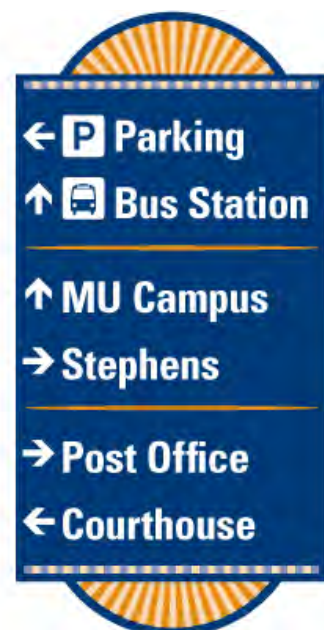 ← P Parking
↑ Bus Station
↑ MU Campus
→ Stephens
→ Post Office
← Courthouse